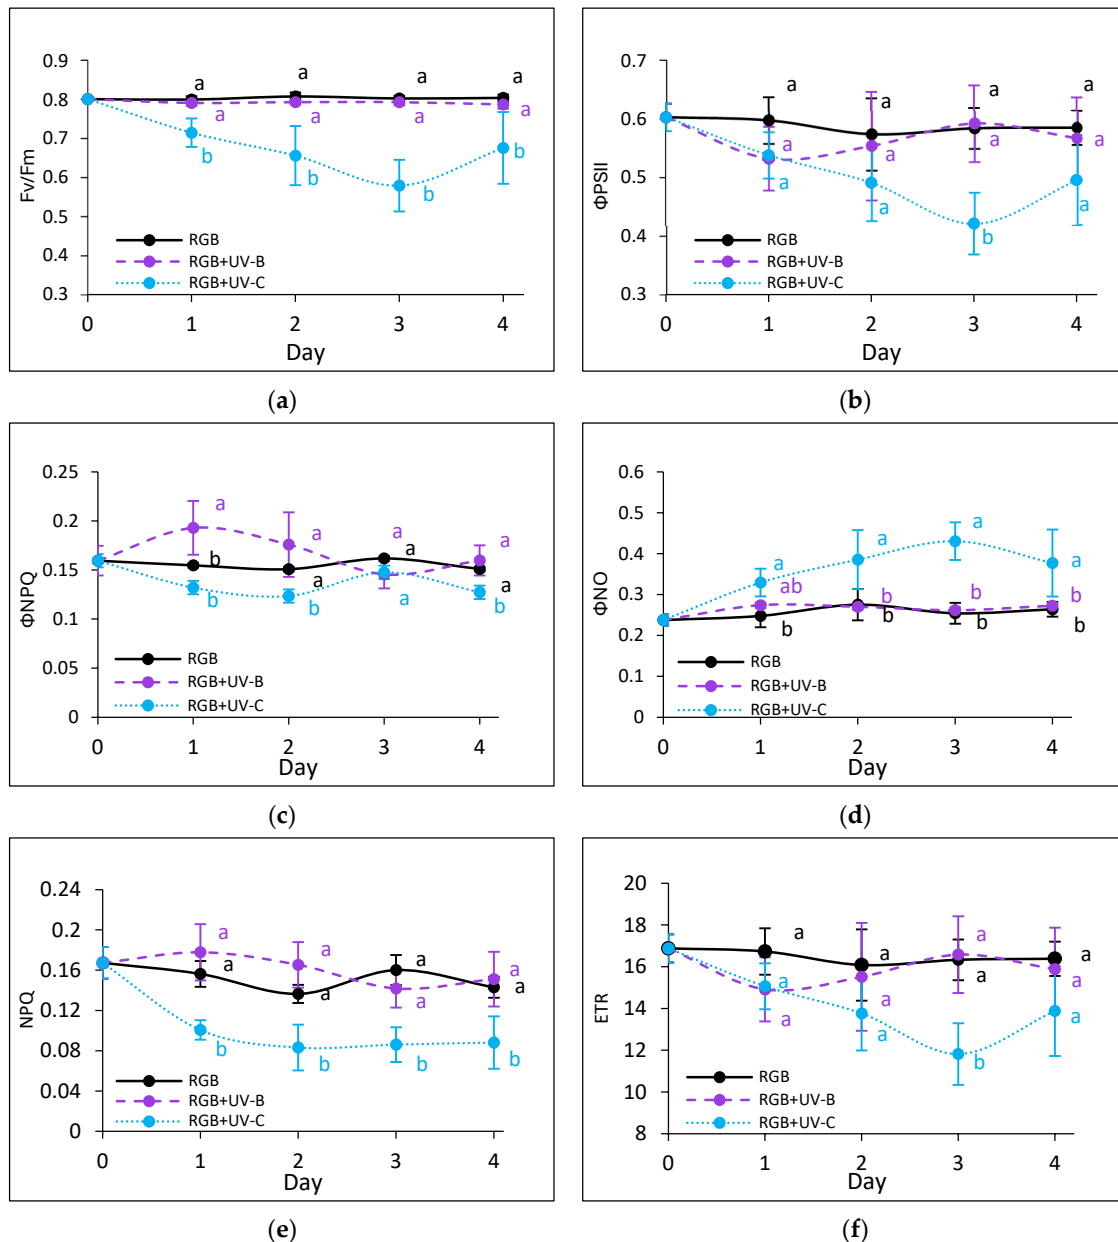 a
a
a
a
0.9
0.8
0.7
0.6
0.5
0.4
0.3
Fv/Fm
a
a
a
a
b
b
b
b
RGB
RGB+UV-B
RGB+UV-C
0 1 2 3 4
Day
(a)
0.7
0.6
0.5
0.4
0.3
ΦPSII
a
a
a
a
a
a
a
a
a
a
b
a
RGB
RGB+UV-B
RGB+UV-C
0 1 2 3 4
Day
(b)
0.25
0.2
0.15
0.1
0.05
0
ΦNPQ
a
a
a
a
b
a
a
a
b
b
a
b
RGB
RGB+UV-B
RGB+UV-C
0 1 2 3 4
Day
(c)
0.6
0.5
0.4
0.3
0.2
0.1
0
ΦNO
a
a
a
a
ab
b
b
b
b
b
b
b
RGB
RGB+UV-B
RGB+UV-C
0 1 2 3 4
Day
(d)
0.24
0.2
0.16
0.12
0.08
0.04
0
NPQ
a
a
a
a
a
a
a
a
b
b
b
b
RGB
RGB+UV-B
RGB+UV-C
0 1 2 3 4
Day
(e)
20
18
16
14
12
10
8
ETR
a
a
a
a
a
a
a
a
a
a
b
a
RGB
RGB+UV-B
RGB+UV-C
0 1 2 3 4
Day
(f)